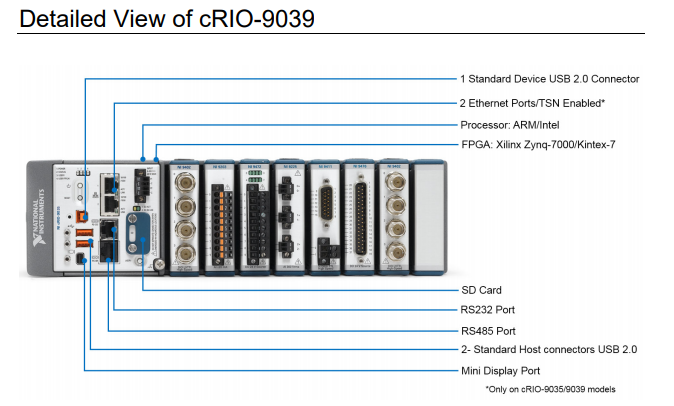 Detailed View of cRIO-9039
1 Standard Device USB 2.0 Connector
2 Ethernet Ports/TSN Enabled*
Processor: ARM/Intel
FPGA: Xilinx Zynq-7000/Kintex-7
NATIONAL
INSTRUMENTS
SD Card
RS232 Port
RS485 Port
2- Standard Host connectors USB 2.0
Mini Display Port
*Only on cRIO-9035/9039 models